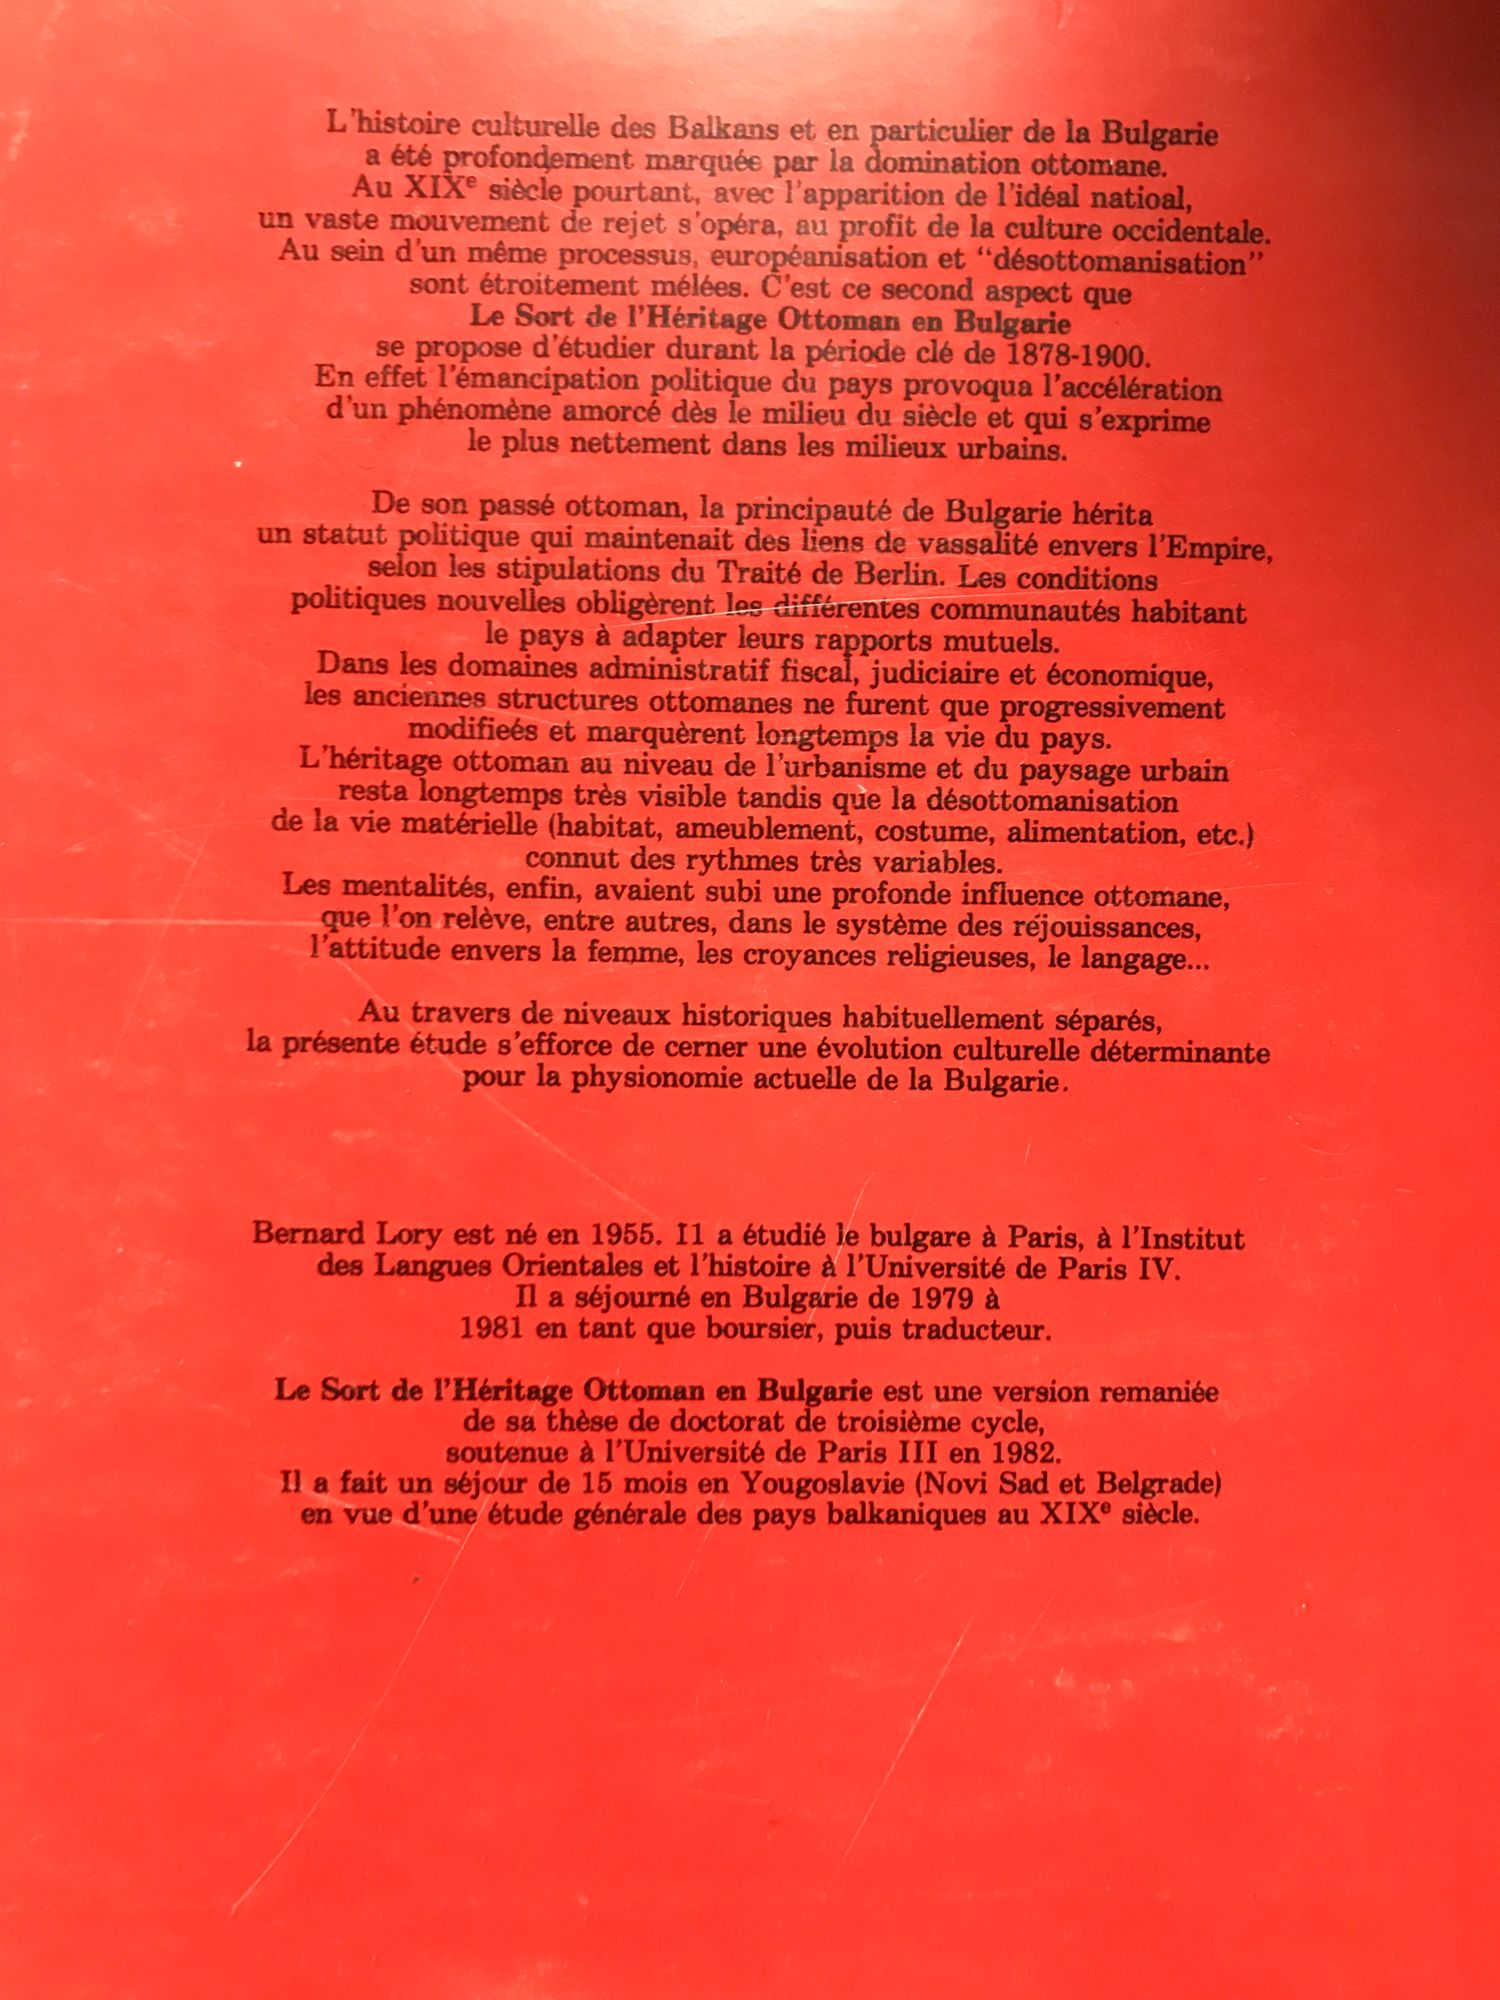 L'histoire culturelle des Balkans et en particulier de la Bulgarie
a été profondement marquée par la domination ottomane.
Au XIXe siècle pourtant, avec l'apparition de l'idéal natioal,
un vaste mouvement de rejet s'opéra, au profit de la culture occidentale.
Au sein d'un même processus, européanisation et "désottomanisation"
sont étroitement mélées. C'est ce second aspect que
Le Sort de l'Héritage Ottoman en Bulgarie
se propose d'étudier durant la période clé de 1878-1900.
En effet l'émancipation politique du pays provoqua l'accélération
d'un phénomène amorcé dès le milieu du siècle et qui s'exprime
le plus nettement dans les milieux urbains.
De son passé ottoman, la principauté de Bulgarie hérita
un statut politique qui maintenait des liens de vassalité envers l'Empire,
selon les stipulations du Traité de Berlin. Les conditions
politiques nouvelles obligèrent les différentes communautés habitant
le pays à adapter leurs rapports mutuels.
Dans les domaines administratif fiscal, judiciaire et économique,
les anciennes structures ottomanes ne furent que progressivement
modifieés et marquèrent longtemps la vie du pays.
L'héritage ottoman au niveau de l'urbanisme et du paysage urbain
resta longtemps très visible tandis que la désottomanisation
de la vie matérielle (habitat, ameublement, costume, alimentation, etc.)
connut des rythmes très variables.
Les mentalités, enfin, avaient subi une profonde influence ottomane,
que l'on relève, entre autres, dans le système des réjouissances,
l'attitude envers la femme, les croyances religieuses, le langage...
Au travers de niveaux historiques habituellement séparés,
la présente étude s'efforce de cerner une évolution culturelle déterminante
pour la physionomie actuelle de la Bulgarie.
Bernard Lory est né en 1955. I1 a étudié le bulgare à Paris, à l'Institut
des Langues Orientales et l'histoire à l'Université de Paris IV.
Il a séjourné en Bulgarie de 1979 à
1981 en tant que boursier, puis traducteur.
Le Sort de l'Héritage Ottoman en Bulgarie est une version remaniée
de sa thèse de doctorat de troisième cycle,
soutenue à l'Université de Paris III en 1982.
Il a fait un séjour de 15 mois en Yougoslavie (Novi Sad et Belgrade)
en vue d'une étude générale des pays balkaniques au XIXe siècle.